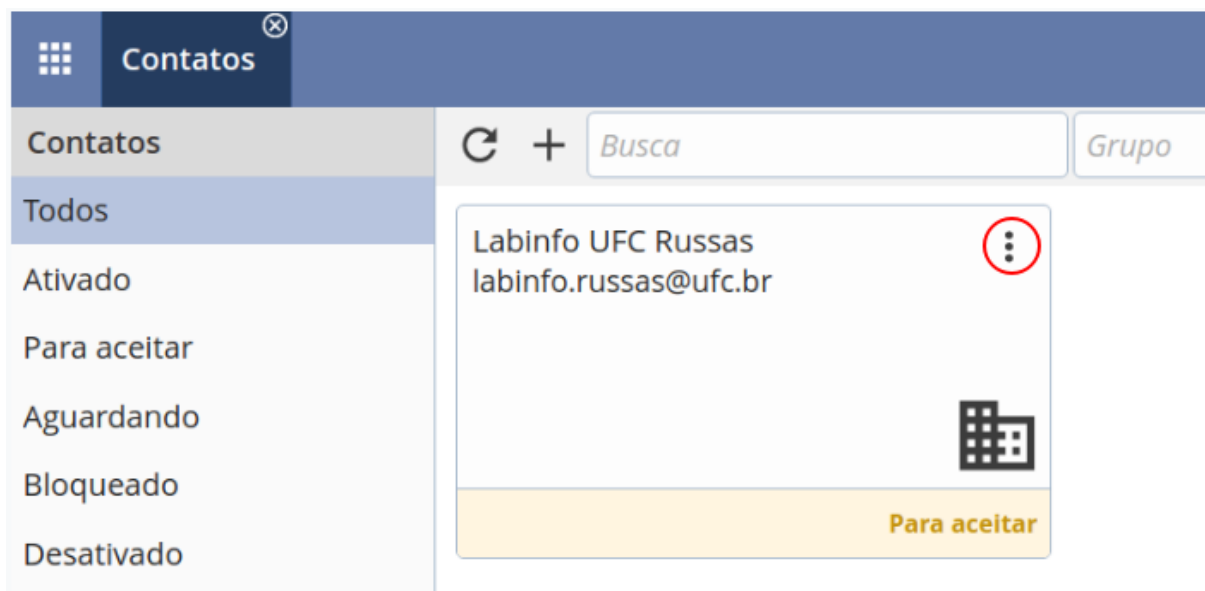 Contatos
Contatos
Todos
Ativado
Para aceitar
Aguardando
Bloqueado
Desativado
Busca
Grupo
Labinfo UFC Russas
labinfo.russas@ufc.br
Para aceitar